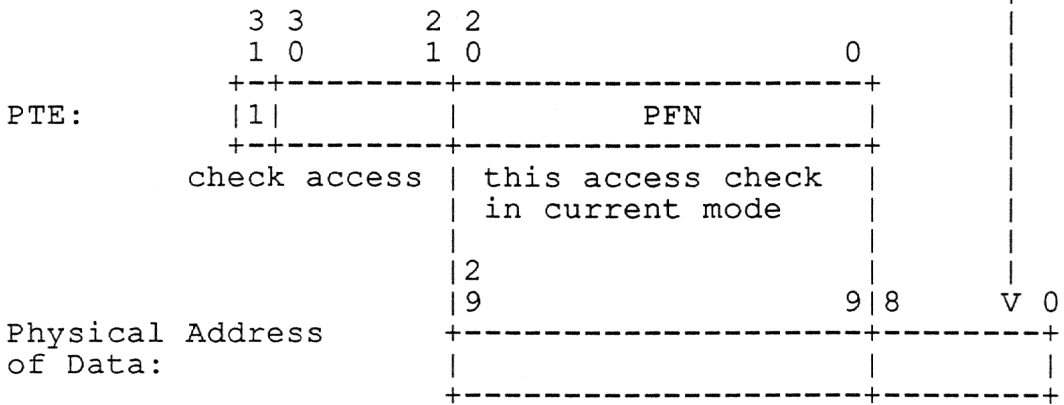 3 3 2 2
1 0 1 0 0
PTE: |1| | PFN |
check access | this access check
in current mode
2
9 9 8 V 0
Physical Address
of Data: